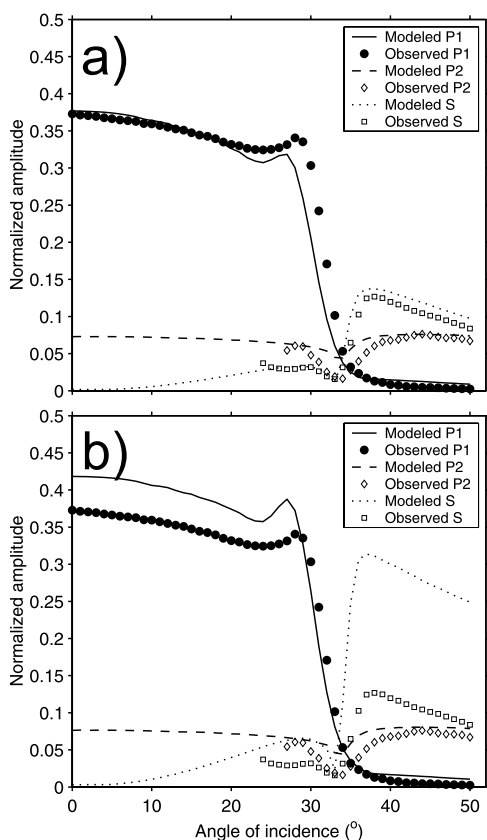 0.5
0.45
0.4
0.35
0.3
0.25
0.2
0.15
0.1
0.05
0
Normalized amplitude
a)
Modeled P1
Observed P1
Modeled P2
Observed P2
Modeled S
Observed S
0.5
0.45
0.4
0.35
0.3
0.25
0.2
0.15
0.1
0.05
0
Normalized amplitude
b)
Modeled P1
Observed P1
Modeled P2
Observed P2
Modeled S
Observed S
0 10 20 30 40 50
Angle of incidence (º)